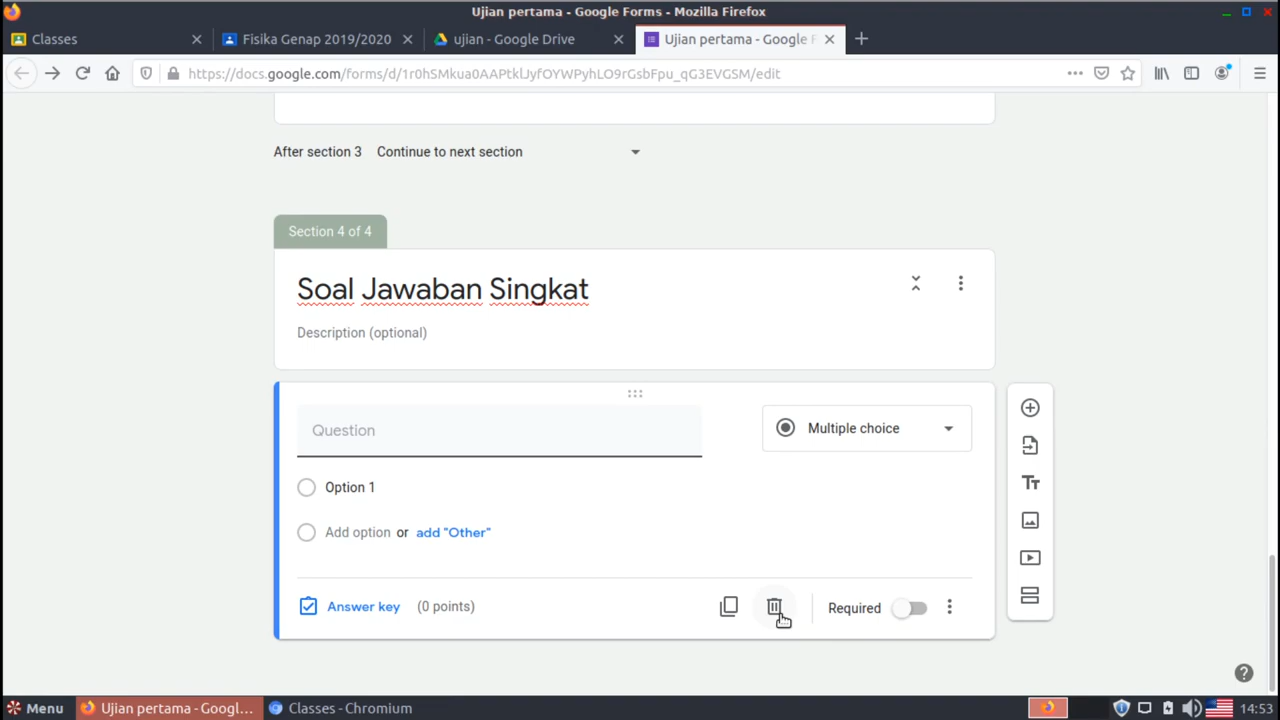 Ujian pertama - Google Forms - Mozilla Firefox
Classes
Fisika Genap 2019/2020
ujian - Google Drive
Ujian pertama - Google F
https://docs.google.com/forms/d/1r0hSMkua0AAPtklJyfOYWPyhLO9rGsbFpu_qG3EVGSM/edit
After section 3 Continue to next section
Section 4 of 4
Soal Jawaban Singkat
Description (optional)
Question
Multiple choice
Option 1
Add option or add "Other"
Answer key (0 points)
Required
Menu
Ujian pertama - Googl...
Classes - Chromium
14:53